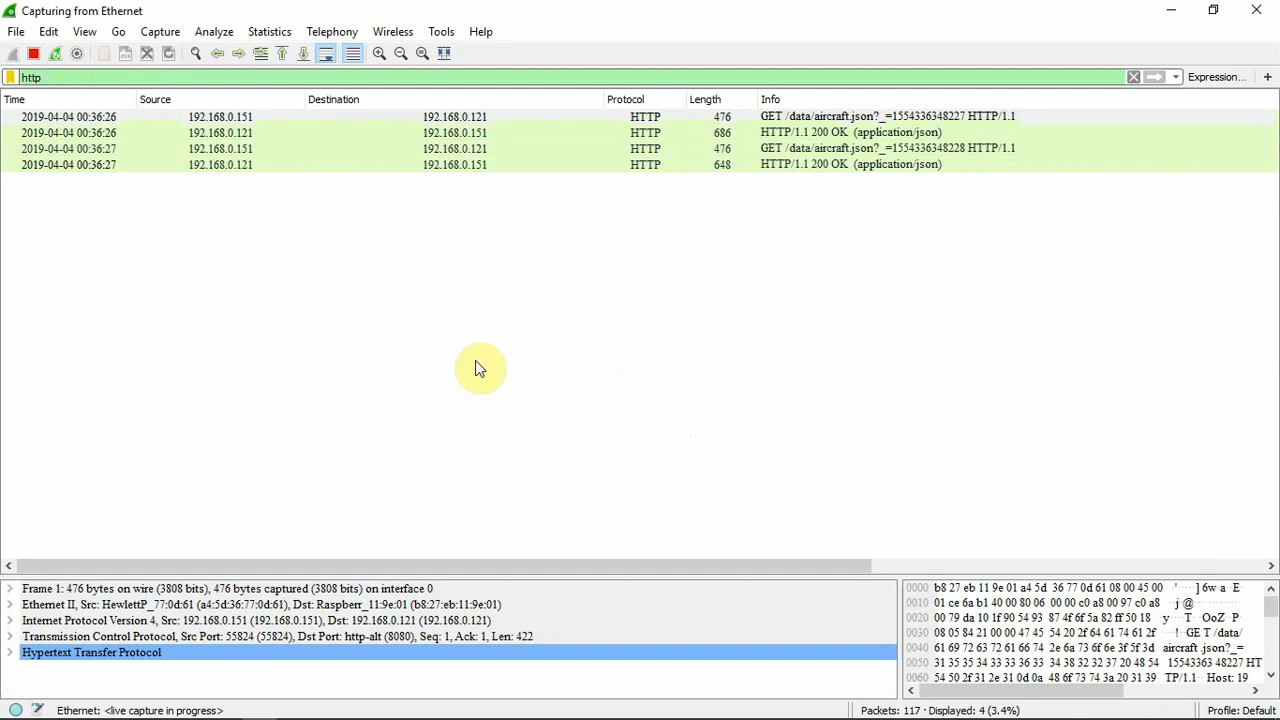 Capturing from Ethernet
File Edit View Go Capture Analyze Statistics Telephony Wireless Tools Help
http Expression... +
Time Source Destination Protocol Length Info
2019-04-04 00:36:26 192.168.0.151 192.168.0.121 HTTP 476 GET /data/aircraft.json?_=1554336348227 HTTP/1.1
2019-04-04 00:36:26 192.168.0.121 192.168.0.151 HTTP 686 HTTP/1.1 200 OK (application/json)
2019-04-04 00:36:27 192.168.0.151 192.168.0.121 HTTP 476 GET /data/aircraft.json?_=1554336348228 HTTP/1.1
2019-04-04 00:36:27 192.168.0.121 192.168.0.151 HTTP 648 HTTP/1.1 200 OK (application/json)
Frame 1: 476 bytes on wire (3808 bits), 476 bytes captured (3808 bits) on interface 0
Ethernet II, Src: HewlettP_77:0d:61 (a4:5d:36:77:0d:61), Dst: Raspberr_11:9e:01 (b8:27:eb:11:9e:01)
Internet Protocol Version 4, Src: 192.168.0.151 (192.168.0.151), Dst: 192.168.0.121 (192.168.0.121)
Transmission Control Protocol, Src Port: 55824 (55824), Dst Port: http-alt (8080), Seq: 1, Ack: 1, Len: 422
Hypertext Transfer Protocol
0000 b8 27 eb 11 9e 01 a4 5d 36 77 0d 61 08 00 45 00 ·'·····] 6w·a··E·
0010 01 ce 6a b1 40 00 80 06 00 00 c0 a8 00 97 c0 a8 ··j·@··· ········
0020 00 79 da 10 1f 90 54 93 87 4f 6f 5a 82 ff 50 18 ·y····T· ·OoZ··P·
0030 08 05 84 21 00 00 47 45 54 20 2f 64 61 74 61 2f ···!··GE T /data/
0040 61 69 72 63 72 61 66 74 2e 6a 73 6f 6e 3f 5f 3d aircraft .json?_=
0050 31 35 35 34 33 33 36 33 34 38 32 32 37 20 48 54 15543363 48227 HT
0060 54 50 2f 31 2e 31 0d 0a 48 6f 73 74 3a 20 31 39 TP/1.1·· Host: 19
Ethernet: <live capture in progress> Packets: 117 · Displayed: 4 (3.4%) Profile: Default